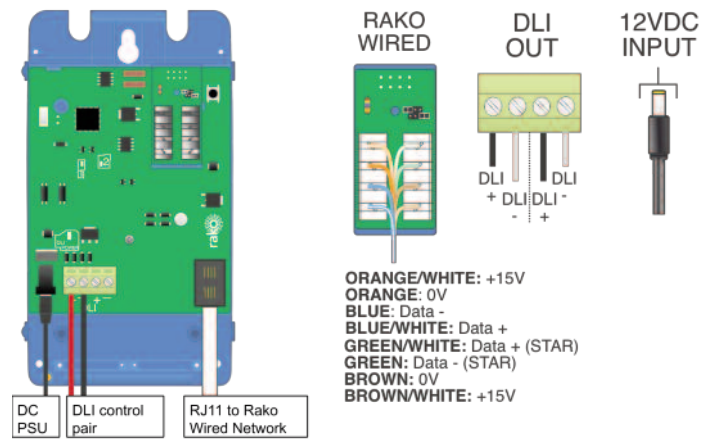 RAKO
WIRED
DLI
OUT
12VDC
INPUT
DLI
+
DLI
-
DLI
+
DLI
-
rako
ORANGE/WHITE: +15V
ORANGE: 0V
BLUE: Data -
BLUE/WHITE: Data +
GREEN/WHITE: Data + (STAR)
GREEN: Data - (STAR)
BROWN: 0V
BROWN/WHITE: +15V
DC
PSU
DLI control
pair
RJ11 to Rako
Wired Network